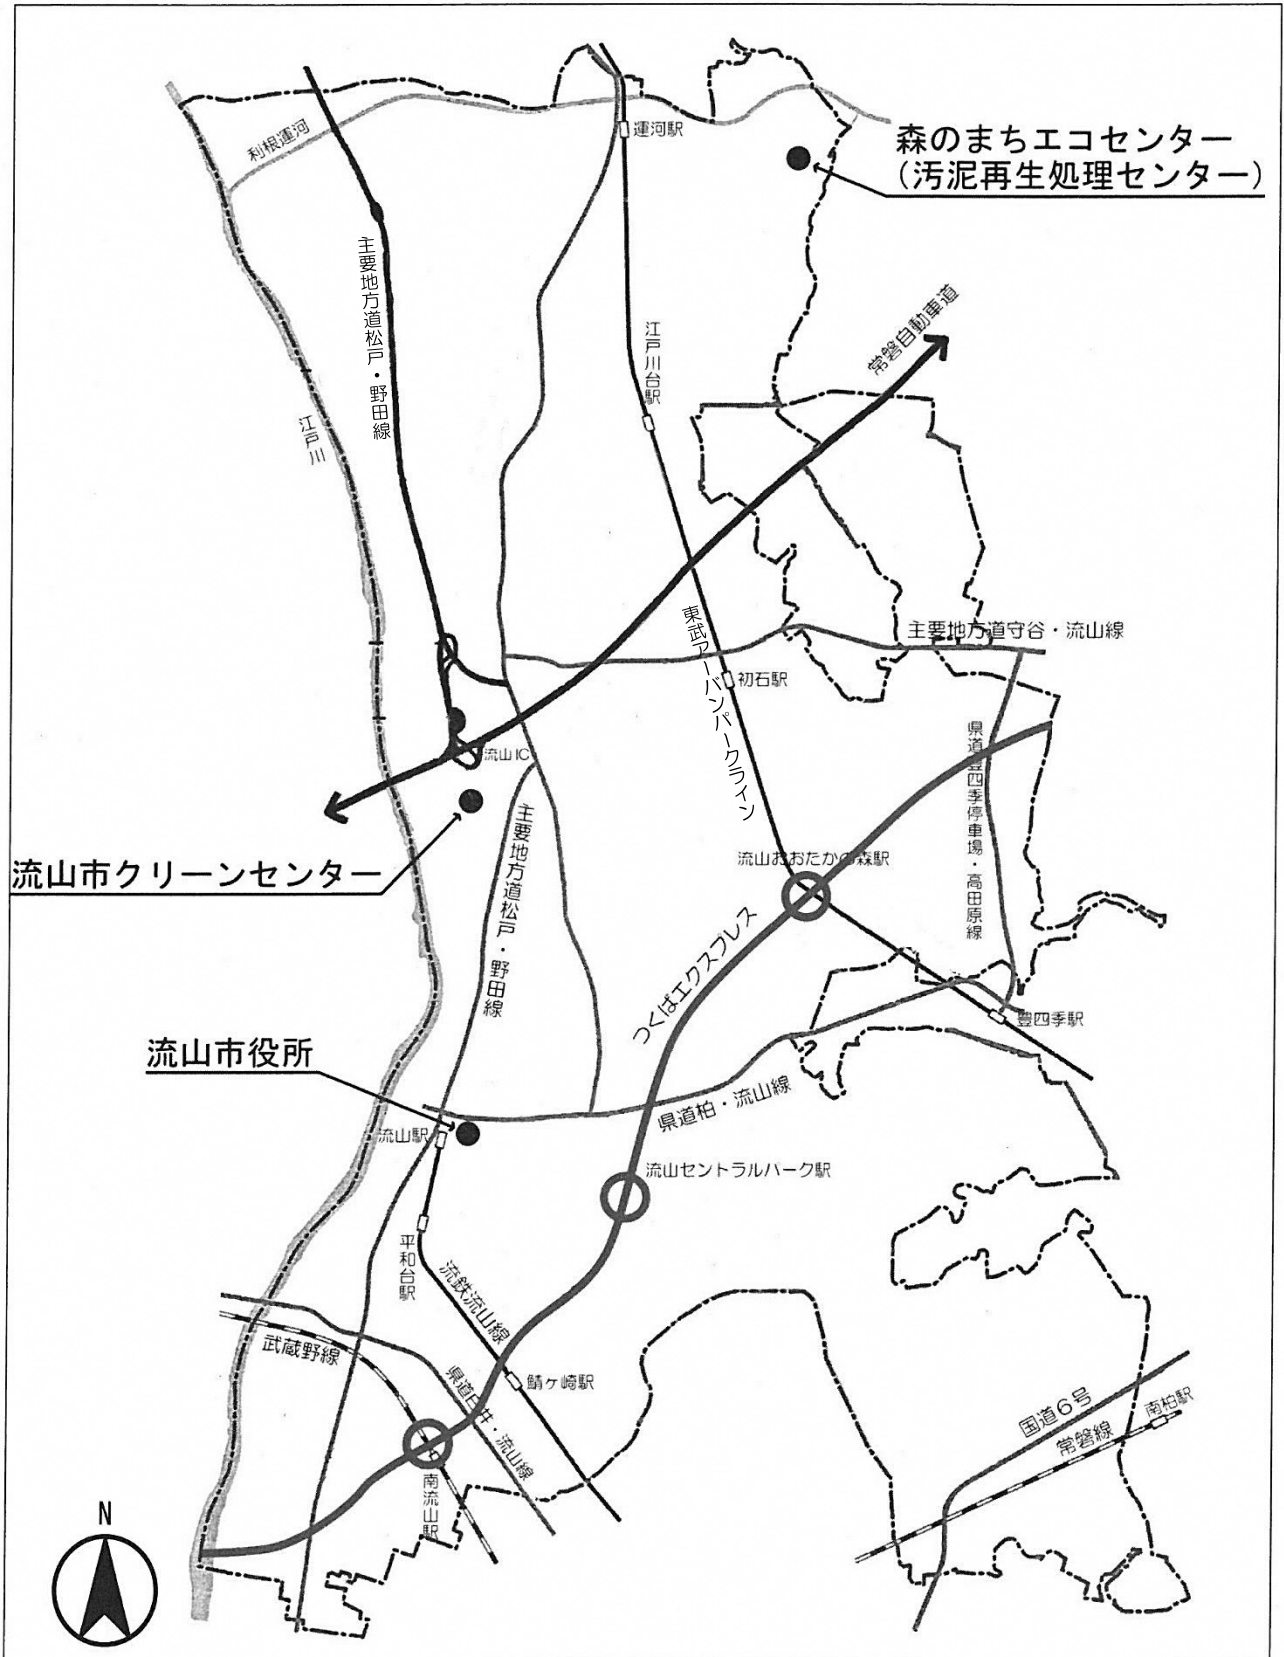 利根運河
運河駅
森のまちエコセンター
（汚泥再生処理センター）
主要地方道松戸・野田線
江戸川台駅
常磐自動車道
江戸川
東武アーバンパークライン
主要地方道守谷・流山線
初石駅
流山IC
県道豊四季停車場・高田原線
主要地方道松戸・野田線
流山市クリーンセンター
流山おおたかの森駅
つくばエクスプレス
豊四季駅
流山市役所
県道柏・流山線
流山駅
流山セントラルパーク駅
平和台駅
流鉄流山線
武蔵野線
鰭ヶ崎駅
県道白井・流山線
国道6号
南柏駅
常磐線
南流山駅
N